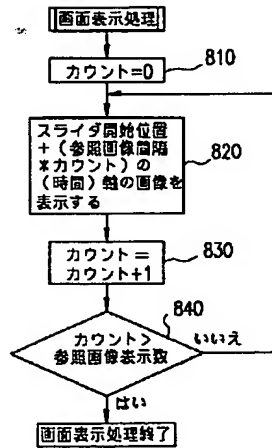 画面表示処理
カウント=0
810
スライダ開始位置
+(参照画像間隔
*カウント)の
(時間)軸の画像を
表示する
820
カウント=
カウント+1
830
840
カウント>
参照画像表示数
いいえ
はい
画面表示処理終了